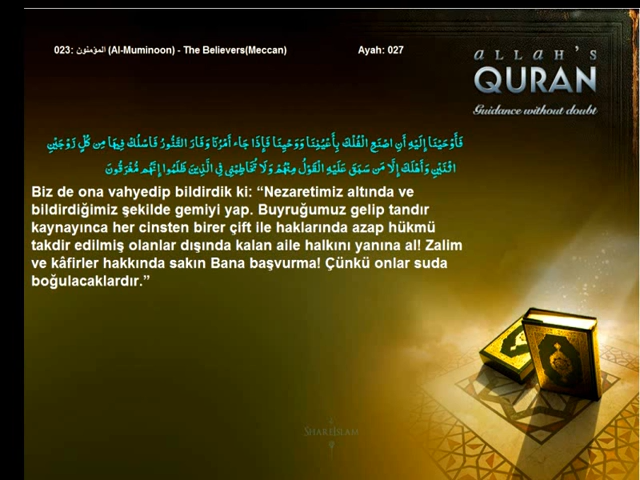 023: المؤمنون (Al-Muminoon) - The Believers(Meccan) Ayah: 027
ALLAH'S
QURAN
Guidance without doubt
فَأَوْحَيْنَا إِلَيْهِ أَنِ اصْنَعِ الْفُلْكَ بِأَعْيُنِنَا وَوَحْيِنَا فَإِذَا جَاء أَمْرُنَا وَفَارَ التَّنُّورُ فَاسْلُكْ فِيهَا مِن كُلٍّ زَوْجَيْنِ
اثْنَيْنِ وَأَهْلَكَ إِلَّا مَن سَبَقَ عَلَيْهِ الْقَوْلُ مِنْهُمْ وَلَا تُخَاطِبْنِي فِي الَّذِينَ ظَلَمُوا إِنَّهُم مُّغْرَقُونَ
Biz de ona vahyedip bildirdik ki: “Nezaretimiz altında ve
bildirdiğimiz şekilde gemiyi yap. Buyruğumuz gelip tandır
kaynayınca her cinsten birer çift ile haklarında azap hükmü
takdir edilmiş olanlar dışında kalan aile halkını yanına al! Zalim
ve kâfirler hakkında sakın Bana başvurma! Çünkü onlar suda
boğulacaklardır.”
SHAREISLAM